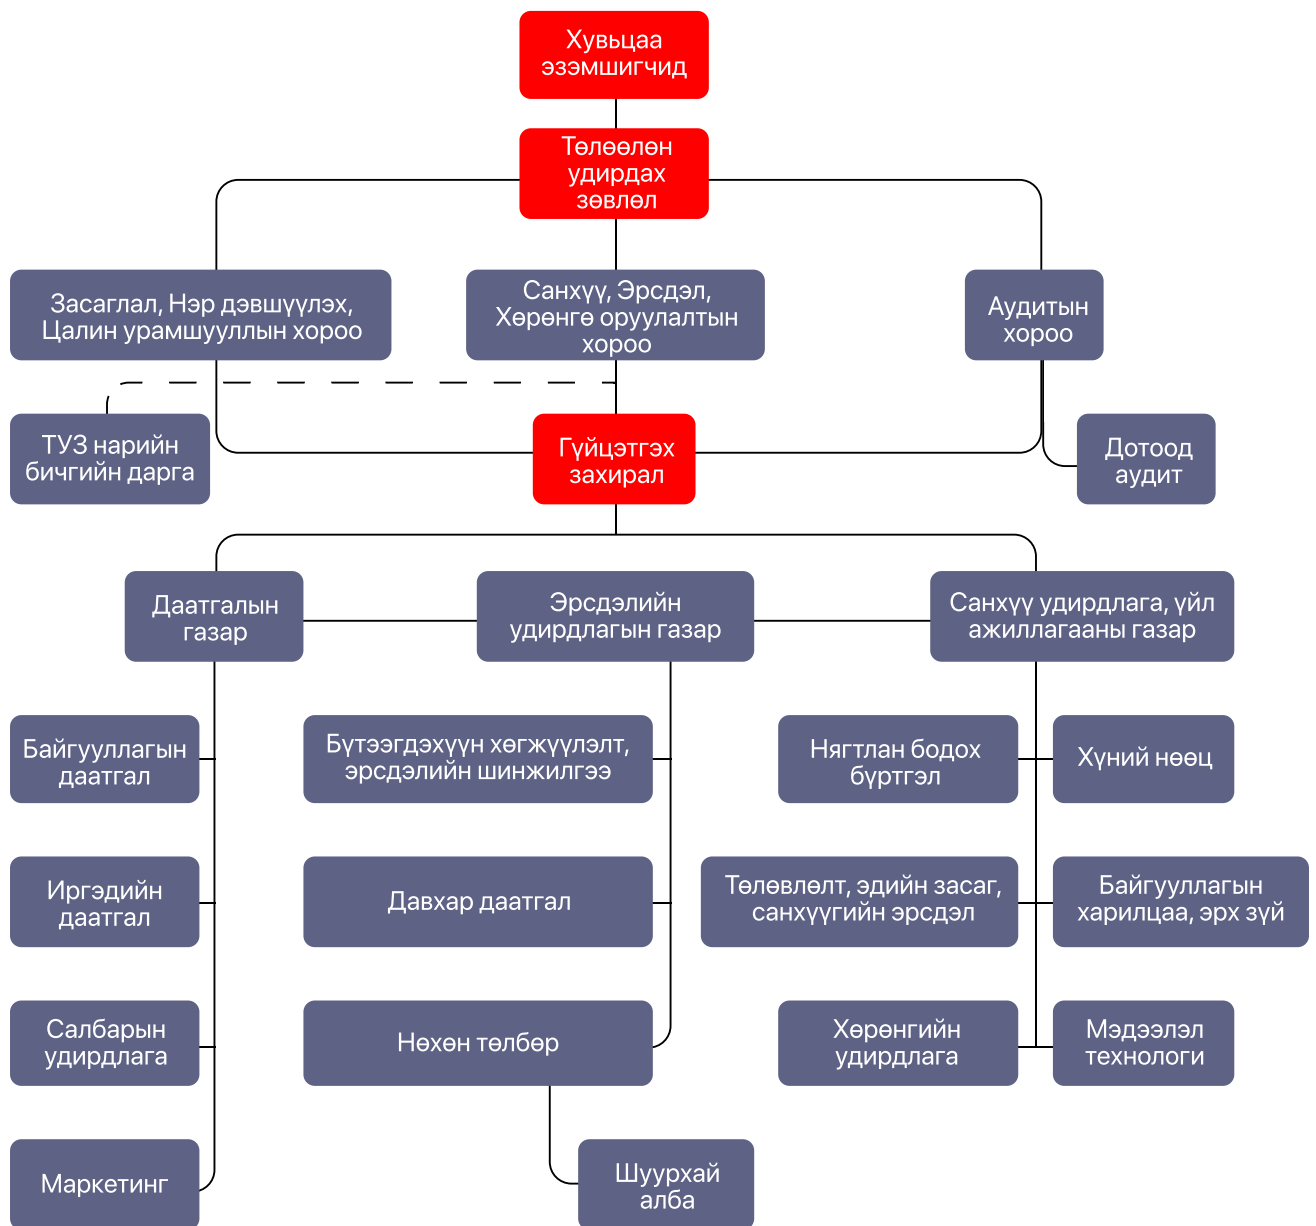 Хувьцаа
эзэмшигчид
Төлөөлөн
удирдах
зөвлөл
Засаглал, Нэр дэвшүүлэх,
Цалин урамшууллын хороо
Санхүү, Эрсдэл,
Хөрөнгө оруулалтын
хороо
Аудитын
хороо
ТУЗ нарийн
бичгийн дарга
Гүйцэтгэх
захирал
Дотоод
аудит
Даатгалын
газар
Эрсдэлийн
удирдлагын газар
Санхүү удирдлага, үйл
ажиллагааны газар
Байгууллагын
даатгал
Бүтээгдэхүүн хөгжүүлэлт,
эрсдэлийн шинжилгээ
Нягтлан бодох
бүртгэл
Хүний нөөц
Иргэдийн
даатгал
Давхар даатгал
Төлөвлөлт, эдийн засаг,
санхүүгийн эрсдэл
Байгууллагын
харилцаа, эрх зүй
Салбарын
удирдлага
Нөхөн төлбөр
Хөрөнгийн
удирдлага
Мэдээлэл
технологи
Маркетинг
Шуурхай
алба